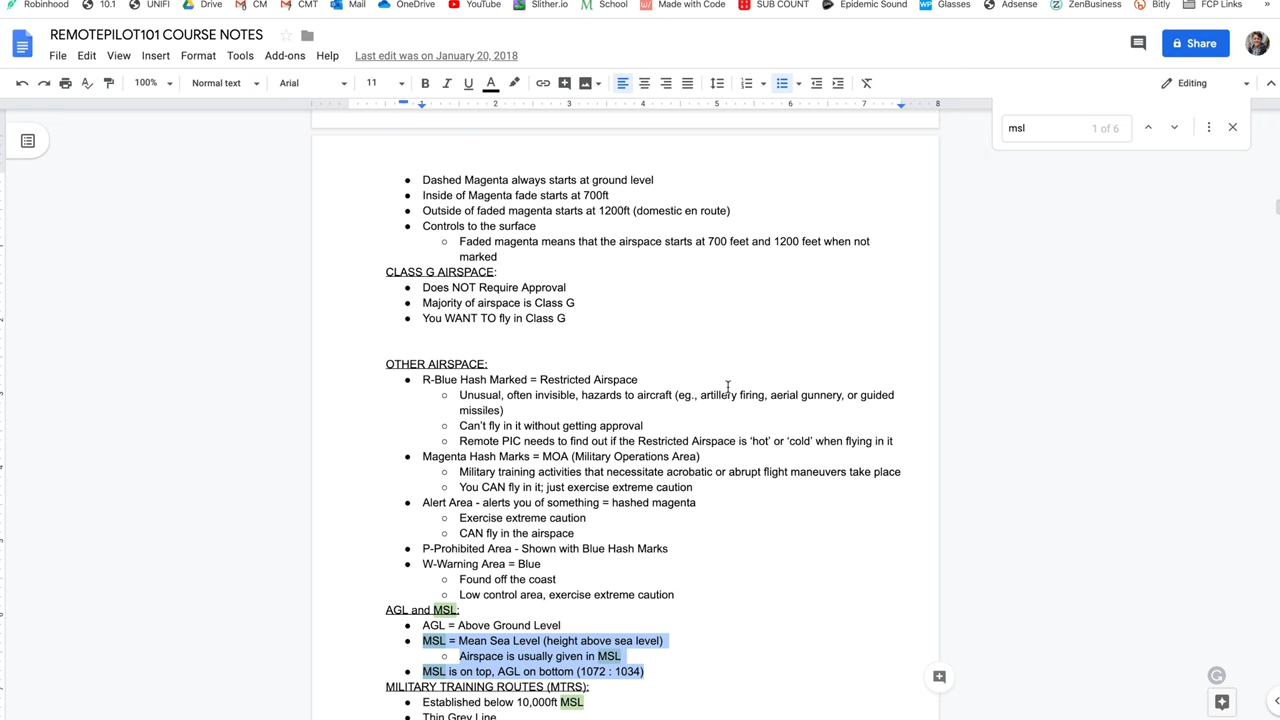 Robinhood 10.1 UNIFI Drive CM CMT Mail OneDrive YouTube Slither.io School Made with Code SUB COUNT Epidemic Sound Glasses Adsense ZenBusiness Bitly FCP Links »
REMOTEPILOT101 COURSE NOTES
File Edit View Insert Format Tools Add-ons Help Last edit was on January 20, 2018
Share
100% Normal text Arial 11 B I U A Editing
1 2 3 4 5 6 7 8
msl 1 of 6
● Dashed Magenta always starts at ground level
● Inside of Magenta fade starts at 700ft
● Outside of faded magenta starts at 1200ft (domestic en route)
● Controls to the surface
○ Faded magenta means that the airspace starts at 700 feet and 1200 feet when not
marked
CLASS G AIRSPACE:
● Does NOT Require Approval
● Majority of airspace is Class G
● You WANT TO fly in Class G
OTHER AIRSPACE:
● R-Blue Hash Marked = Restricted Airspace
○ Unusual, often invisible, hazards to aircraft (eg., artillery firing, aerial gunnery, or guided
missiles)
○ Can't fly in it without getting approval
○ Remote PIC needs to find out if the Restricted Airspace is 'hot' or 'cold' when flying in it
● Magenta Hash Marks = MOA (Military Operations Area)
○ Military training activities that necessitate acrobatic or abrupt flight maneuvers take place
○ You CAN fly in it; just exercise extreme caution
● Alert Area - alerts you of something = hashed magenta
○ Exercise extreme caution
○ CAN fly in the airspace
● P-Prohibited Area - Shown with Blue Hash Marks
● W-Warning Area = Blue
○ Found off the coast
○ Low control area, exercise extreme caution
AGL and MSL:
● AGL = Above Ground Level
● MSL = Mean Sea Level (height above sea level)
○ Airspace is usually given in MSL
● MSL is on top, AGL on bottom (1072 : 1034)
MILITARY TRAINING ROUTES (MTRS):
● Established below 10,000ft MSL
● Thin Grey Line